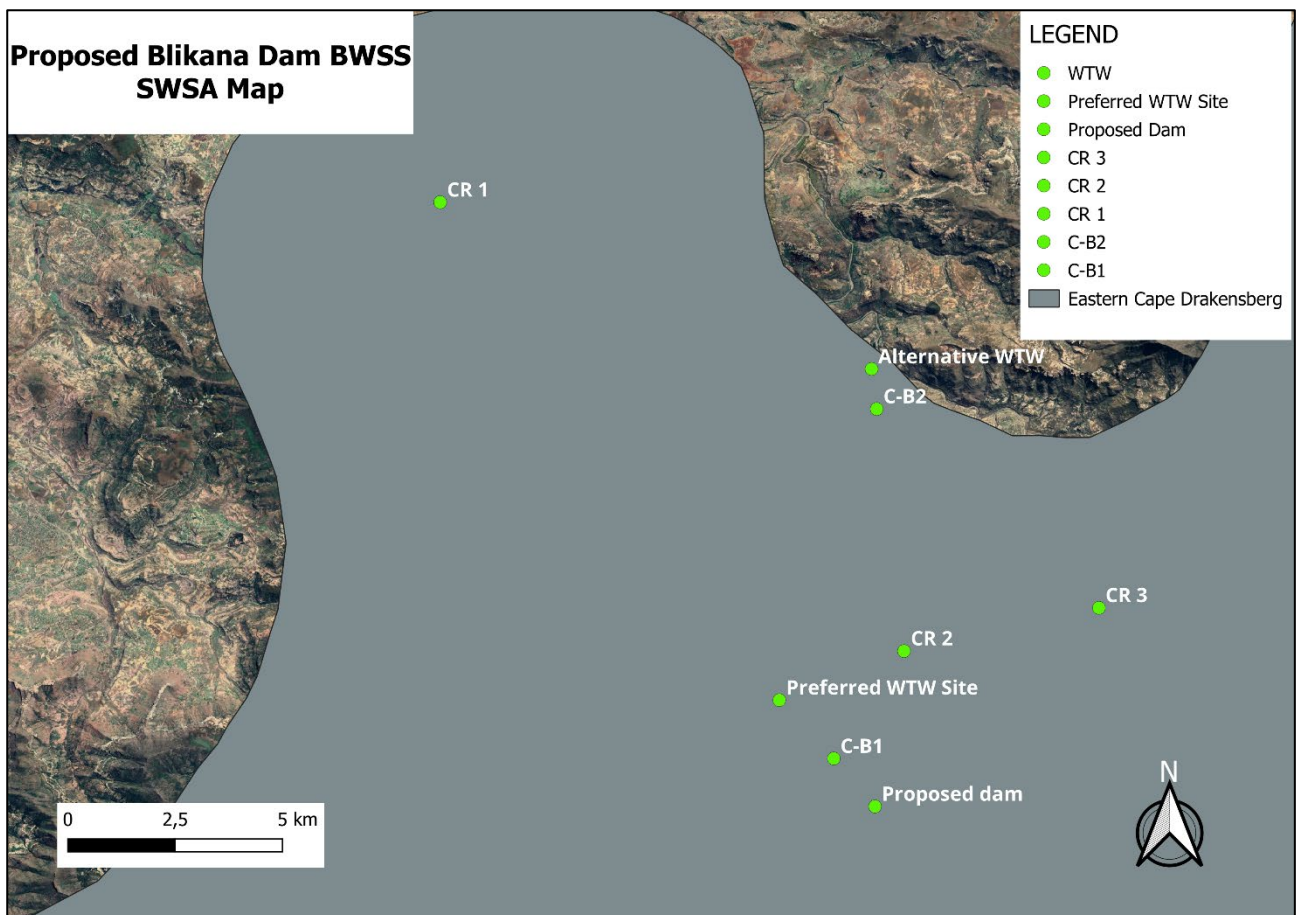 Proposed Blikana Dam BWSS
SWSA Map
LEGEND
WTW
Preferred WTW Site
Proposed Dam
CR 3
CR 2
CR 1
C-B2
C-B1
Eastern Cape Drakensberg
CR 1
Alternative WTW
C-B2
CR 3
CR 2
Preferred WTW Site
C-B1
Proposed dam
N
0 2,5 5 km